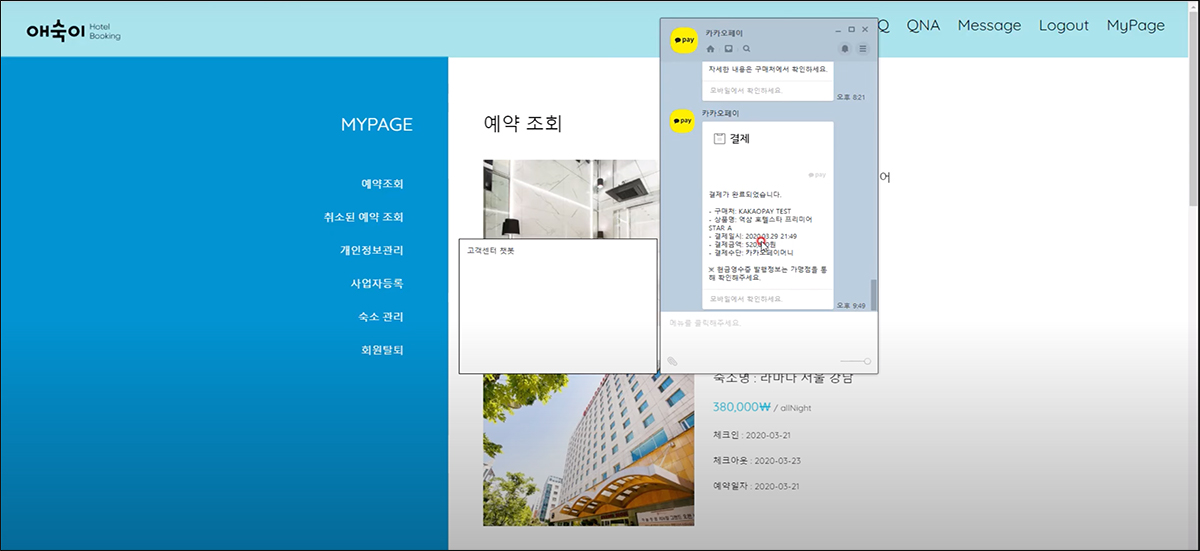 애숙이 Hotel
Booking
Q QNA Message Logout MyPage
MYPAGE
예약조회
취소된 예약 조회
개인정보관리
사업자등록
숙소 관리
회원탈퇴
예약 조회
어
고객센터 챗봇
pay 카카오페이
자세한 내용은 구매처에서 확인하세요.
모바일에서 확인하세요.
오후 8:21
pay 카카오페이
결제
pay
결제가 완료되었습니다.
- 구매처: KAKAOPAY TEST
- 상품명: 역삼 호텔스타 프리미어
STAR A
- 결제일시: 2020.03.29 21:49
- 결제금액:
- 결제수단: 카카오페이머니
※ 현금영수증 발행정보는 가맹점을 통
해 확인해주세요.
모바일에서 확인하세요.
오후 9:49
메뉴를 클릭해주세요.
숙소명 : 라마다 서울 강남
380,000₩ / allNight
체크인 : 2020-03-21
체크아웃 : 2020-03-23
예약일자 : 2020-03-21